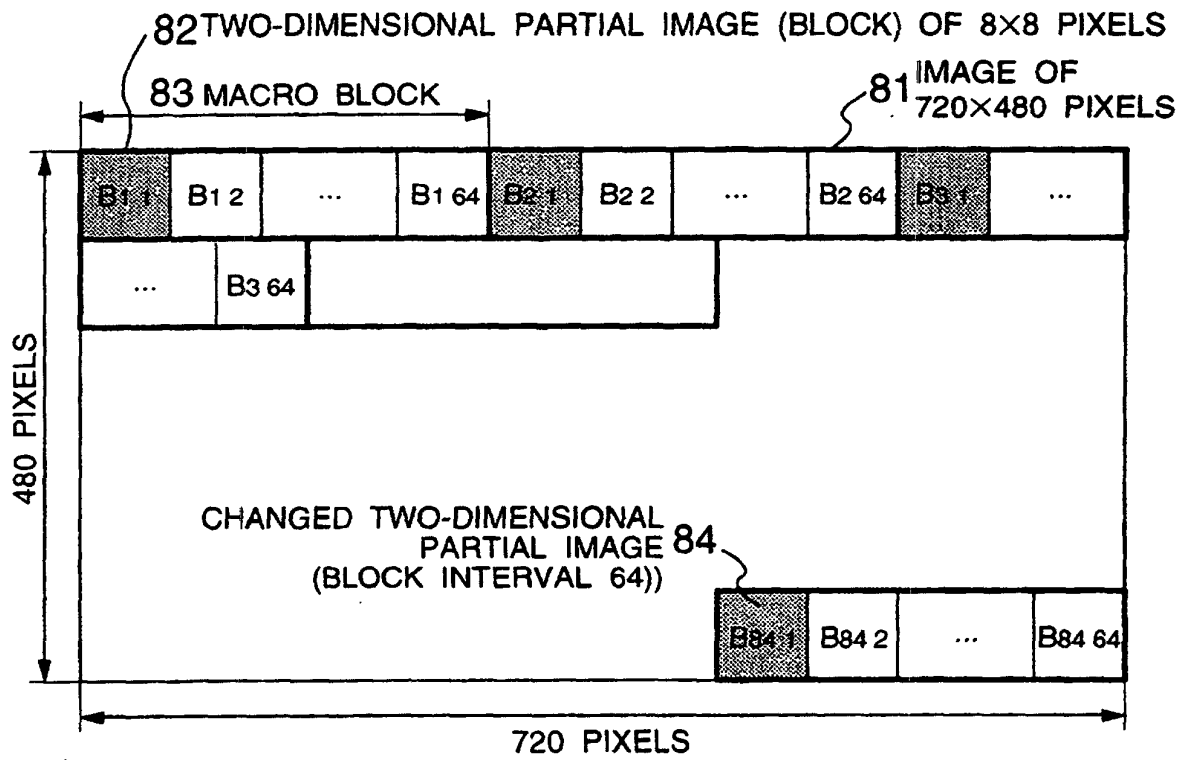 82 TWO-DIMENSIONAL PARTIAL IMAGE (BLOCK) OF 8×8 PIXELS
83 MACRO BLOCK
81 IMAGE OF
720×480 PIXELS
B1 1 B1 2 ... B1 64 B2 1 B2 2 ... B2 64 B3 1 ...
... B3 64
480 PIXELS
CHANGED TWO-DIMENSIONAL
PARTIAL IMAGE 84
(BLOCK INTERVAL 64))
B84 1 B84 2 ... B84 64
720 PIXELS